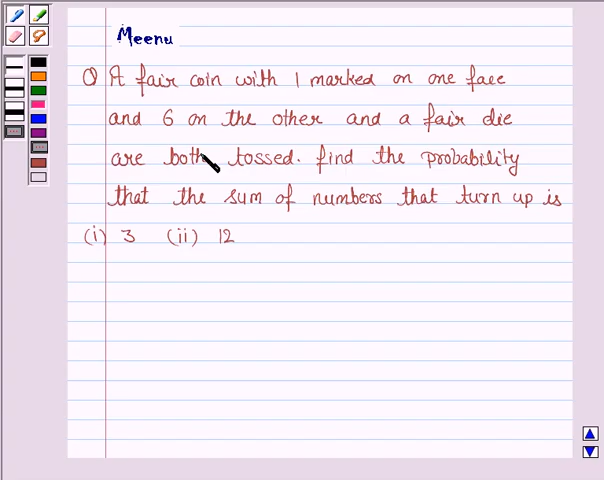 Meenu
Q A fair coin with 1 marked on one face
and 6 on the other and a fair die
are both tossed. find the probability
that the sum of numbers that turn up is
(i) 3 (ii) 12